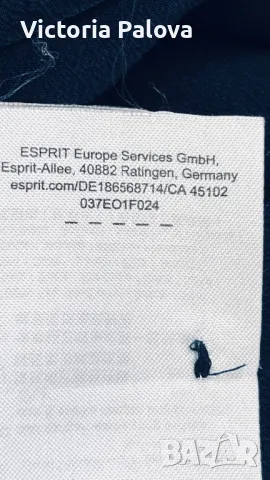 Victoria Palova
ESPRIT Europe Services GmbH,
Esprit-Allee, 40882 Ratingen, Germany
esprit.com/DE186568714/CA 45102
037EO1F024
BAZAR